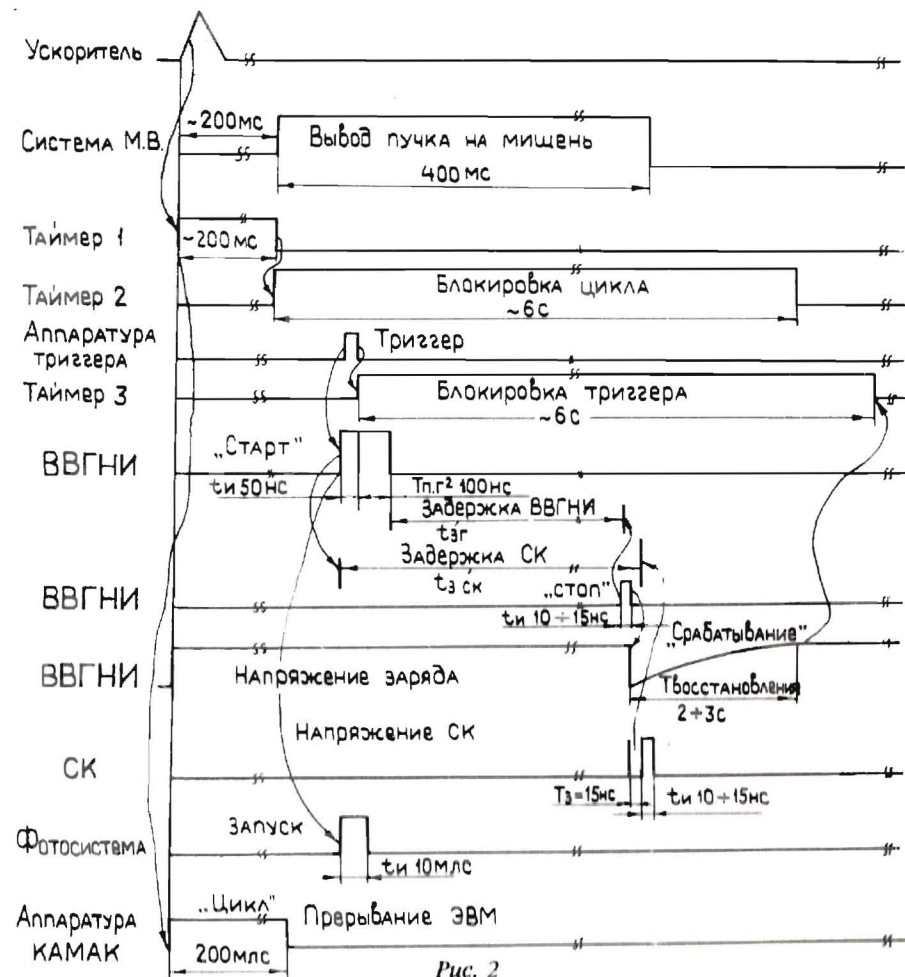 Ускоритель
~200мс
Система М.В.
Вывод пучка на мишень
400 мс
Таймер 1
~200мс
Таймер 2
Блокировка цикла
~6с
Аппаратура
триггера
Триггер
Таймер 3
Блокировка триггера
~6с
ВВГНИ
„Старт"
tи 50нс
Тп.г² 100нс
Задержка ВВГНИ
tзг
Задержка СК
tз ск
ВВГНИ
„стоп"
tи 10÷15нс
„Срабатывание"
ВВГНИ
Напряжение заряда
Твосстановления
2÷3с
Напряжение СК
СК
Тз=15нс
tи 10÷15нс
Фотосистема
Запуск
tи 10млс
Аппаратура
КАМАК
„Цикл"
Прерывание ЭВМ
200млс
Рис. 2